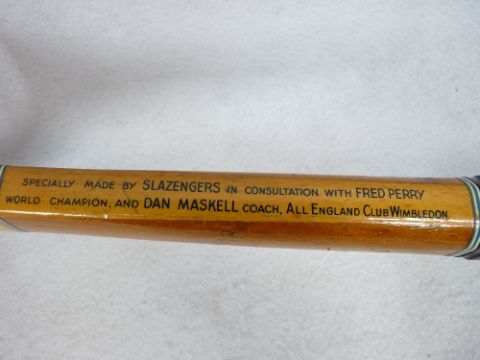 SPECIALLY MADE BY SLAZENGERS IN CONSULTATION WITH FRED PERRY
WORLD CHAMPION, AND DAN MASKELL COACH, ALL ENGLAND CLUB WIMBLEDON